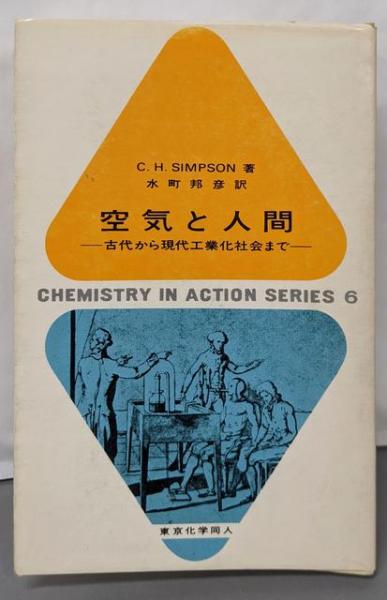 C. H. SIMPSON 著
水町邦彦訳
空気と人間
―古代から現代工業化社会まで―
CHEMISTRY IN ACTION SERIES 6
東京化学同人